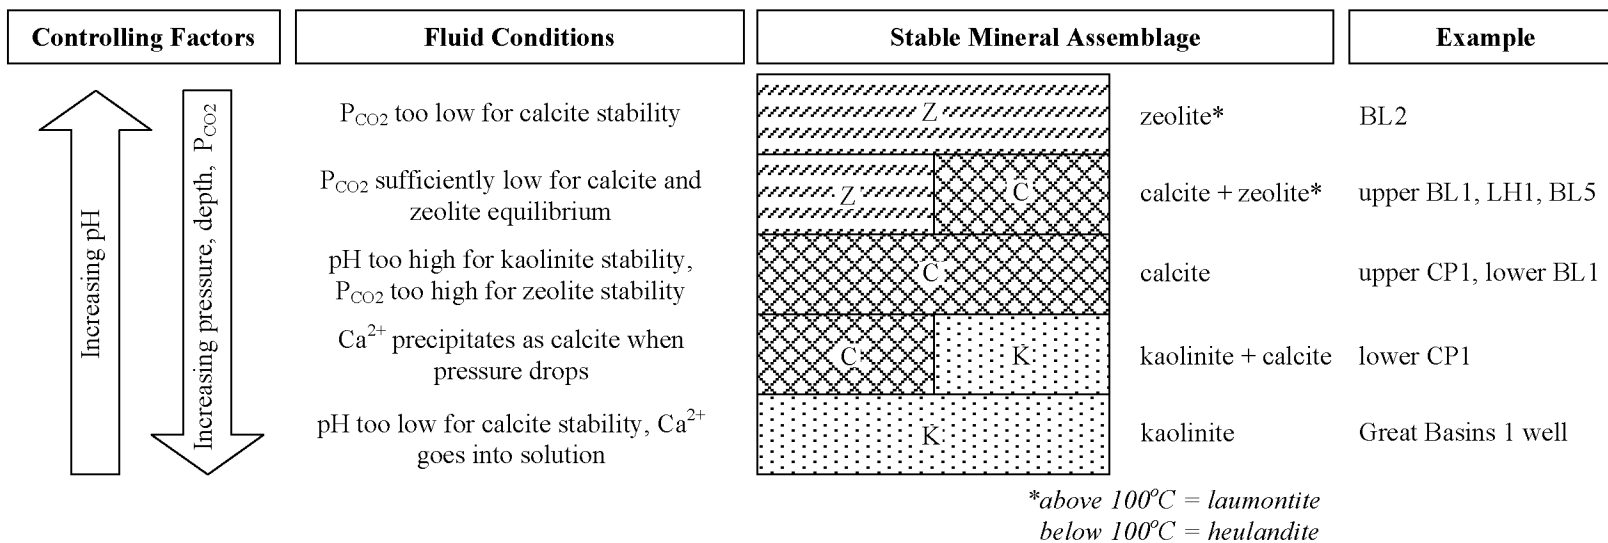 Controlling Factors
Fluid Conditions
Stable Mineral Assemblage
Example
Increasing pH
Increasing pressure, depth, P_CO2
P_CO2 too low for calcite stability
Z
zeolite*
BL2
P_CO2 sufficiently low for calcite and
zeolite equilibrium
Z
C
calcite + zeolite*
upper BL1, LH1, BL5
pH too high for kaolinite stability,
P_CO2 too high for zeolite stability
C
calcite
upper CP1, lower BL1
Ca²⁺ precipitates as calcite when
pressure drops
C
K
kaolinite + calcite
lower CP1
pH too low for calcite stability, Ca²⁺
goes into solution
K
kaolinite
Great Basins 1 well
*above 100°C = laumontite
below 100°C = heulandite